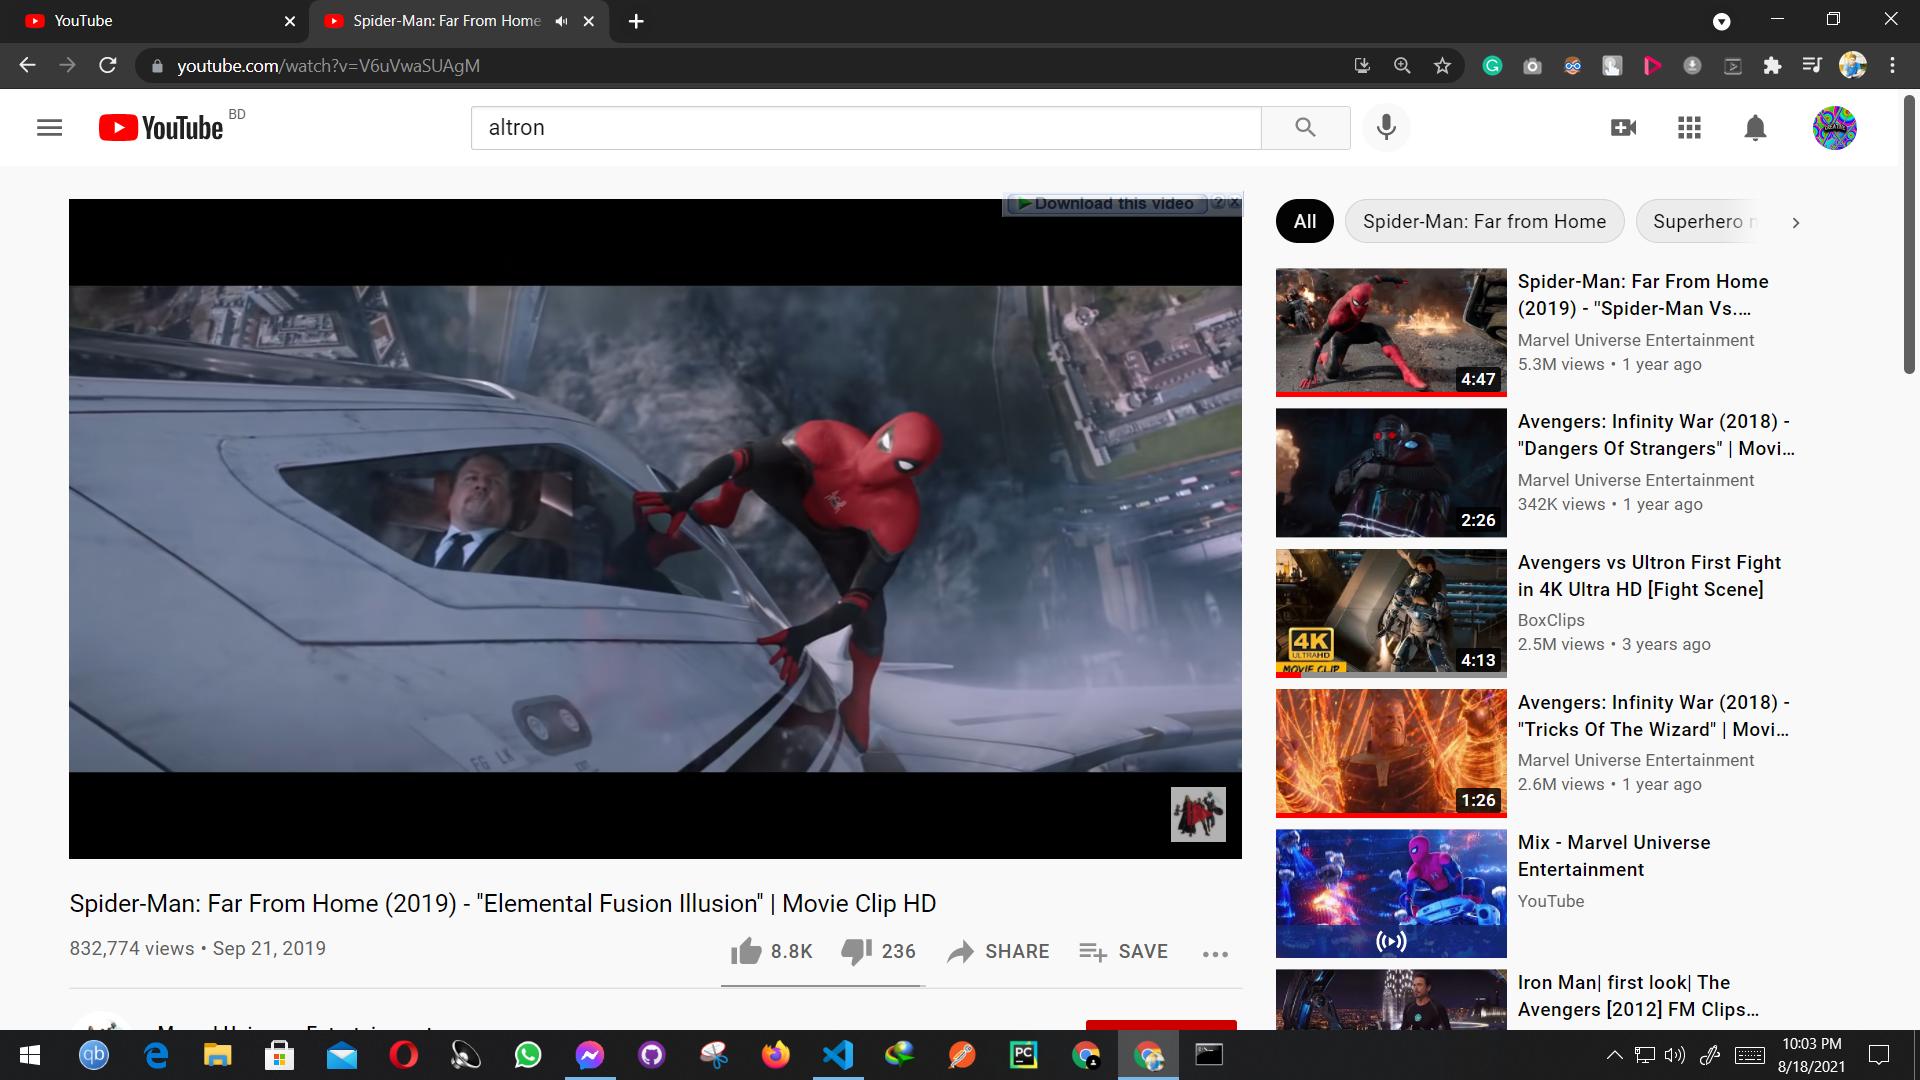 YouTube
Spider-Man: Far From Home
youtube.com/watch?v=V6uVwaSUAgM
YouTube BD
altron
Download this video
All
Spider-Man: Far from Home
Superhero
Spider-Man: Far From Home
(2019) - "Spider-Man Vs....
Marvel Universe Entertainment
5.3M views • 1 year ago
4:47
Avengers: Infinity War (2018) -
"Dangers Of Strangers" | Movi...
Marvel Universe Entertainment
342K views • 1 year ago
2:26
Avengers vs Ultron First Fight
in 4K Ultra HD [Fight Scene]
BoxClips
2.5M views • 3 years ago
4K
ULTRAHD
MOVIE CLIP
4:13
Avengers: Infinity War (2018) -
"Tricks Of The Wizard" | Movi...
Marvel Universe Entertainment
2.6M views • 1 year ago
1:26
Mix - Marvel Universe
Entertainment
YouTube
Iron Man| first look| The
Avengers [2012] FM Clips...
Spider-Man: Far From Home (2019) - "Elemental Fusion Illusion" | Movie Clip HD
832,774 views • Sep 21, 2019
8.8K
236
SHARE
SAVE
qb
PC
10:03 PM
8/18/2021